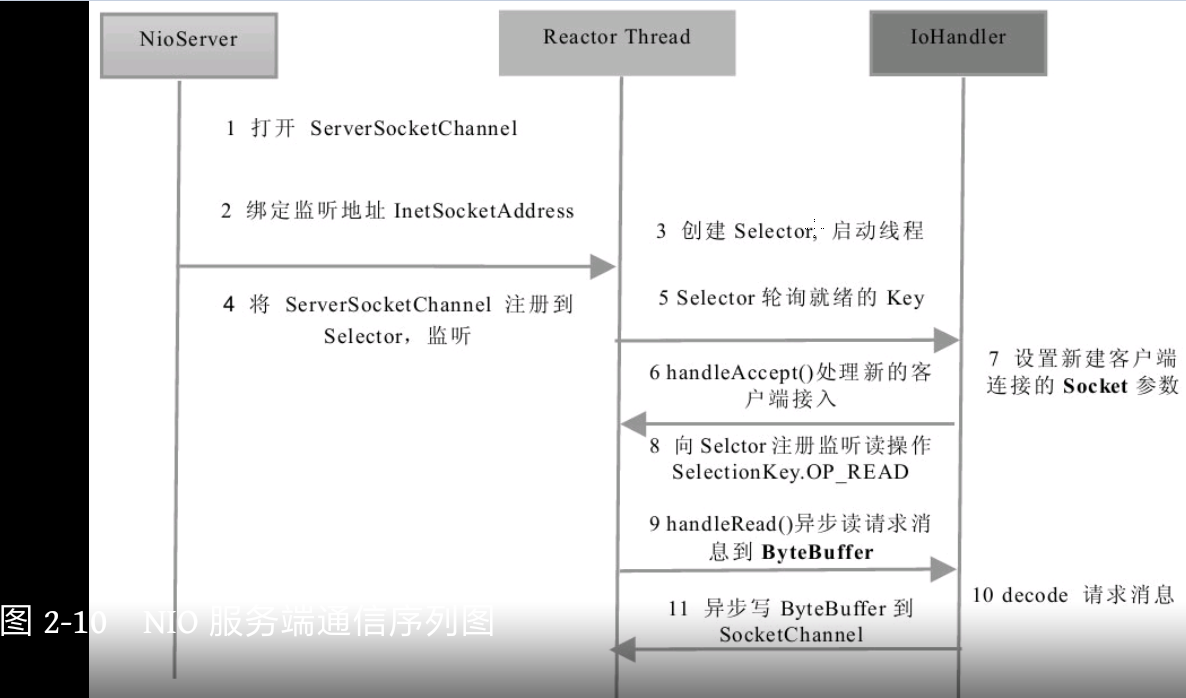 NioServer
Reactor Thread
IoHandler
1 打开 ServerSocketChannel
2 绑定监听地址 InetSocketAddress
3 创建 Selector, 启动线程
4 将 ServerSocketChannel 注册到
Selector，监听
5 Selector 轮询就绪的 Key
6 handleAccept()处理新的客
户端接入
7 设置新建客户端
连接的 Socket 参数
8 向 Selctor 注册监听读操作
SelectionKey.OP_READ
9 handleRead()异步读请求消
息到 ByteBuffer
10 decode 请求消息
11 异步写 ByteBuffer 到
SocketChannel
图 2-10 NIO 服务端通信序列图